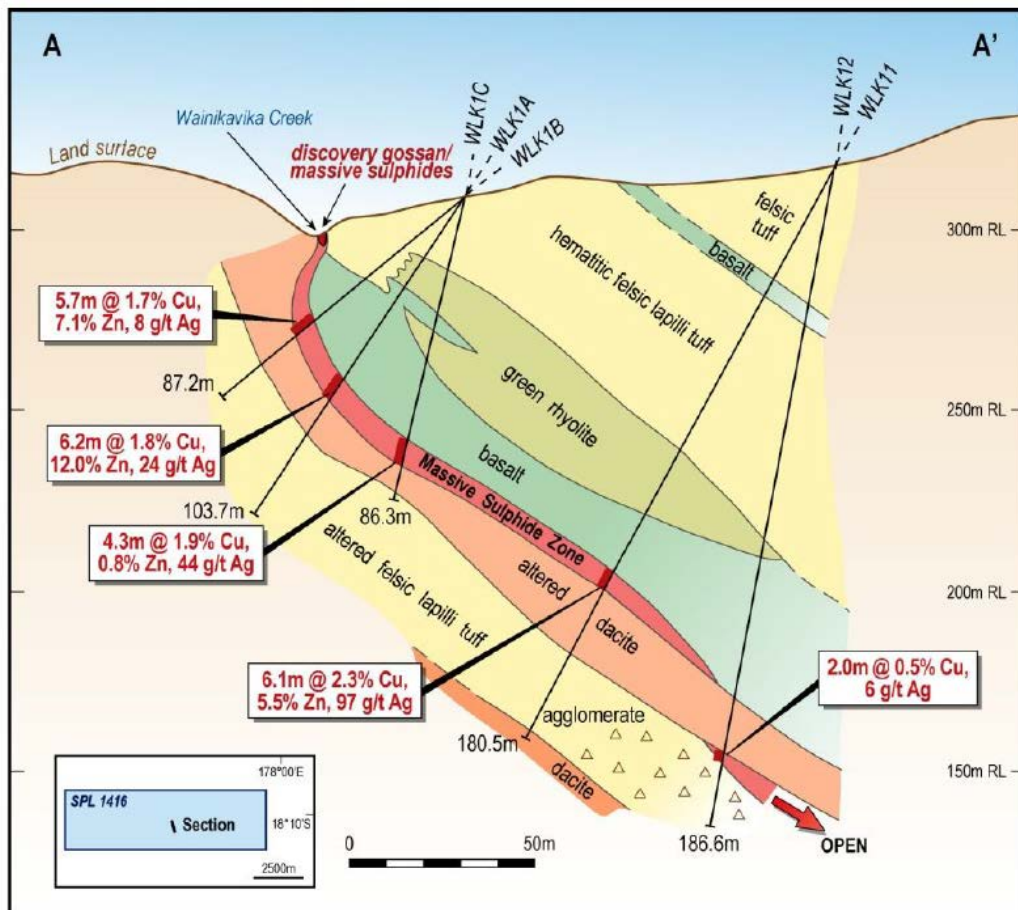 A
A'
Wainikavika Creek
discovery gossan/
massive sulphides
Land surface
WLK1C
WLK1A
WLK1B
WLK12
WLK11
felsic
tuff
basalt
hematitic felsic lapilli tuff
green rhyolite
basalt
Massive Sulphide Zone
altered
dacite
altered felsic lapilli tuff
agglomerate
dacite
300m RL
250m RL
200m RL
150m RL
5.7m @ 1.7% Cu,
7.1% Zn, 8 g/t Ag
87.2m
6.2m @ 1.8% Cu,
12.0% Zn, 24 g/t Ag
103.7m
86.3m
4.3m @ 1.9% Cu,
0.8% Zn, 44 g/t Ag
6.1m @ 2.3% Cu,
5.5% Zn, 97 g/t Ag
180.5m
2.0m @ 0.5% Cu,
6 g/t Ag
186.6m
OPEN
178°00'E
SPL 1416
Section
18°10'S
2500m
0
50m